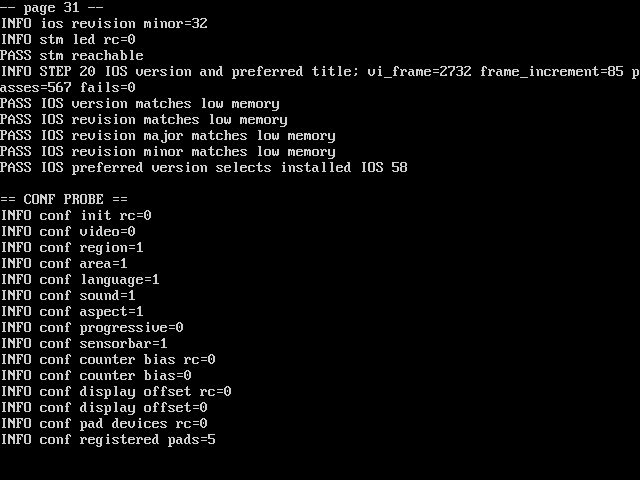 -- page 31 --
INFO ios revision minor=32
INFO stm led rc=0
PASS stm reachable
INFO STEP 20 IOS version and preferred title; vi_frame=2732 frame_increment=85 p
asses=567 fails=0
PASS IOS version matches low memory
PASS IOS revision matches low memory
PASS IOS revision major matches low memory
PASS IOS revision minor matches low memory
PASS IOS preferred version selects installed IOS 58

== CONF PROBE ==
INFO conf init rc=0
INFO conf video=0
INFO conf region=1
INFO conf area=1
INFO conf language=1
INFO conf sound=1
INFO conf aspect=1
INFO conf progressive=0
INFO conf sensorbar=1
INFO conf counter bias rc=0
INFO conf counter bias=0
INFO conf display offset rc=0
INFO conf display offset=0
INFO conf pad devices rc=0
INFO conf registered pads=5